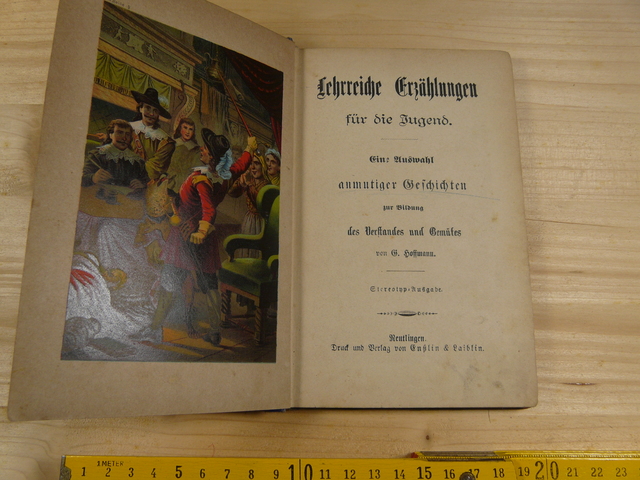 Lehrreiche Erzählungen
für die Jugend.
Eine Auswahl
anmutiger Geschichten
zur Bildung
des Verstandes und Gemütes
von G. Hoffmann.
Stereotyp-Ausgabe.
Reutlingen.
Druck und Verlag von Enßlin & Laiblin.
1 METER
1 2 3 4 5 6 7 8 9 10 11 12 13 14 15 16 17 18 19 20 21 22 23